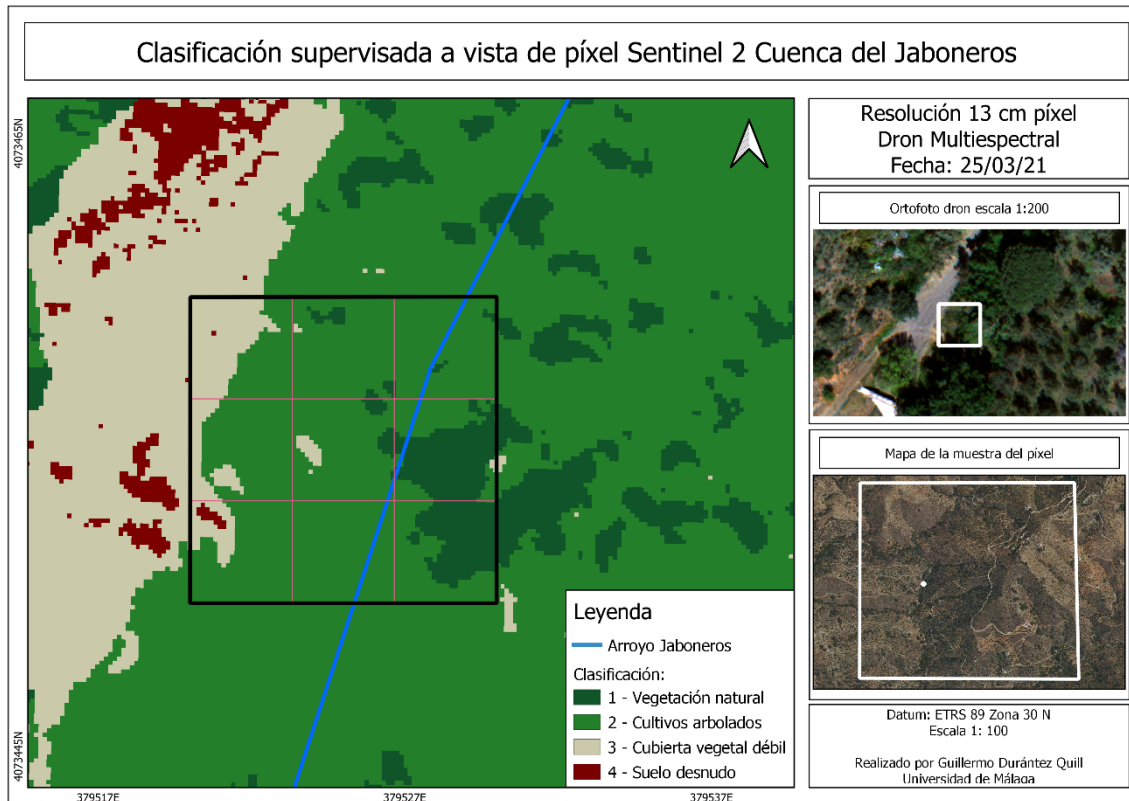 Clasificación supervisada a vista de píxel Sentinel 2 Cuenca del Jaboneros
4073465N
4073445N
379517E
379527E
379537E
Leyenda
Arroyo Jaboneros
Clasificación:
1 - Vegetación natural
2 - Cultivos arbolados
3 - Cubierta vegetal débil
4 - Suelo desnudo
Resolución 13 cm píxel
Dron Multiespectral
Fecha: 25/03/21
Ortofoto dron escala 1:200
Mapa de la muestra del píxel
Datum: ETRS 89 Zona 30 N
Escala 1: 100
Realizado por Guillermo Durántez Quill
Universidad de Málaga